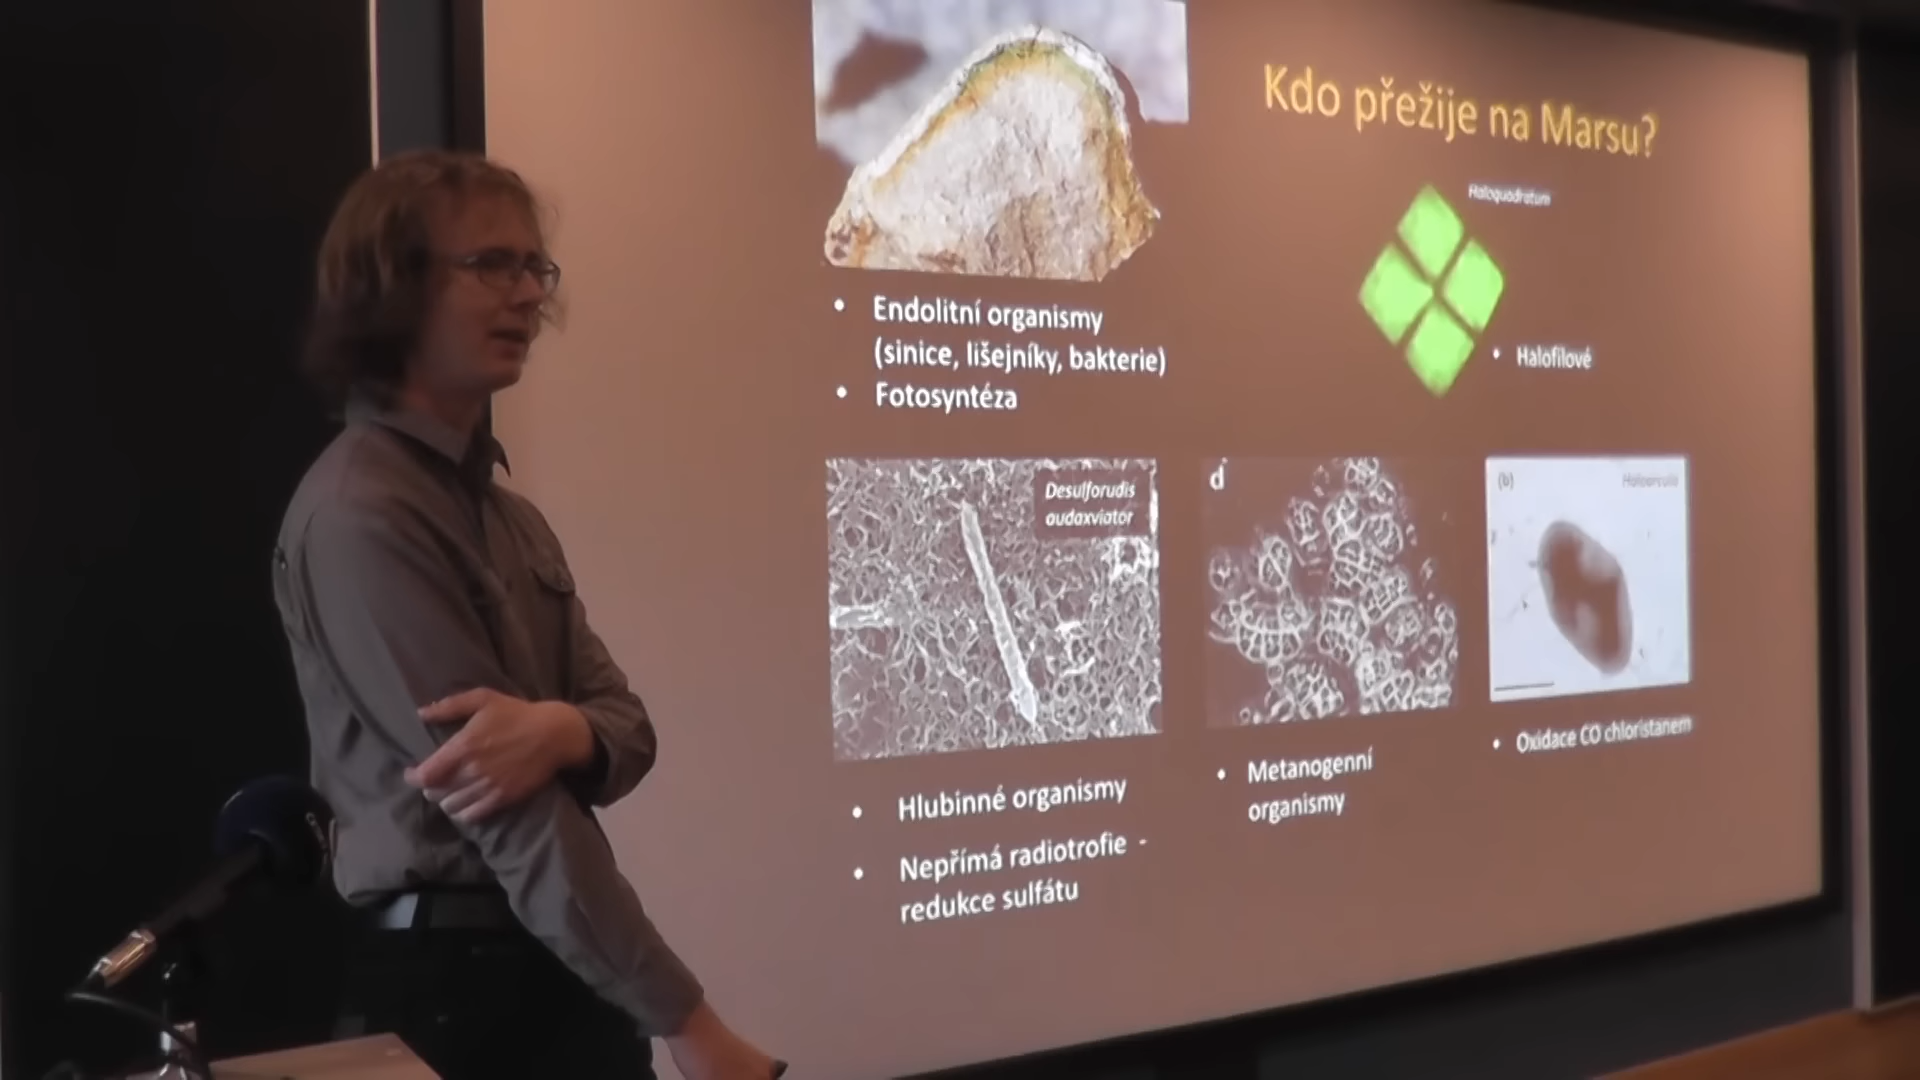 Kdo přežije na Marsu?
Haloquadratum
• Endolitní organismy
(sinice, lišejníky, bakterie)
• Fotosyntéza
• Halofilové
Desulforudis
audaxviator
d
(b)
Haloarcula
• Hlubinné organismy
• Nepřímá radiotrofie -
redukce sulfátu
• Metanogenní
organismy
• Oxidace CO chloristanem